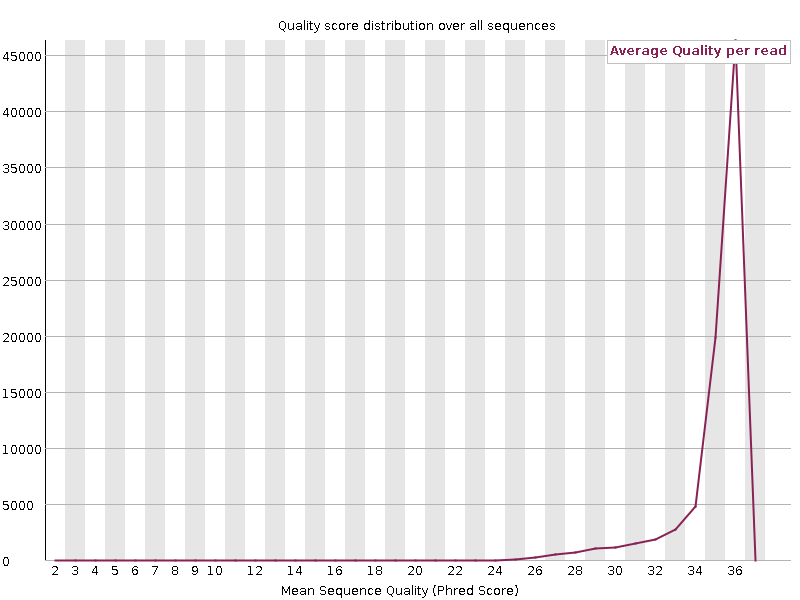 Quality score distribution over all sequences
Average Quality per read
45000
40000
35000
30000
25000
20000
15000
10000
5000
0
2 3 4 5 6 7 8 9 10 12 14 16 18 20 22 24 26 28 30 32 34 36
Mean Sequence Quality (Phred Score)